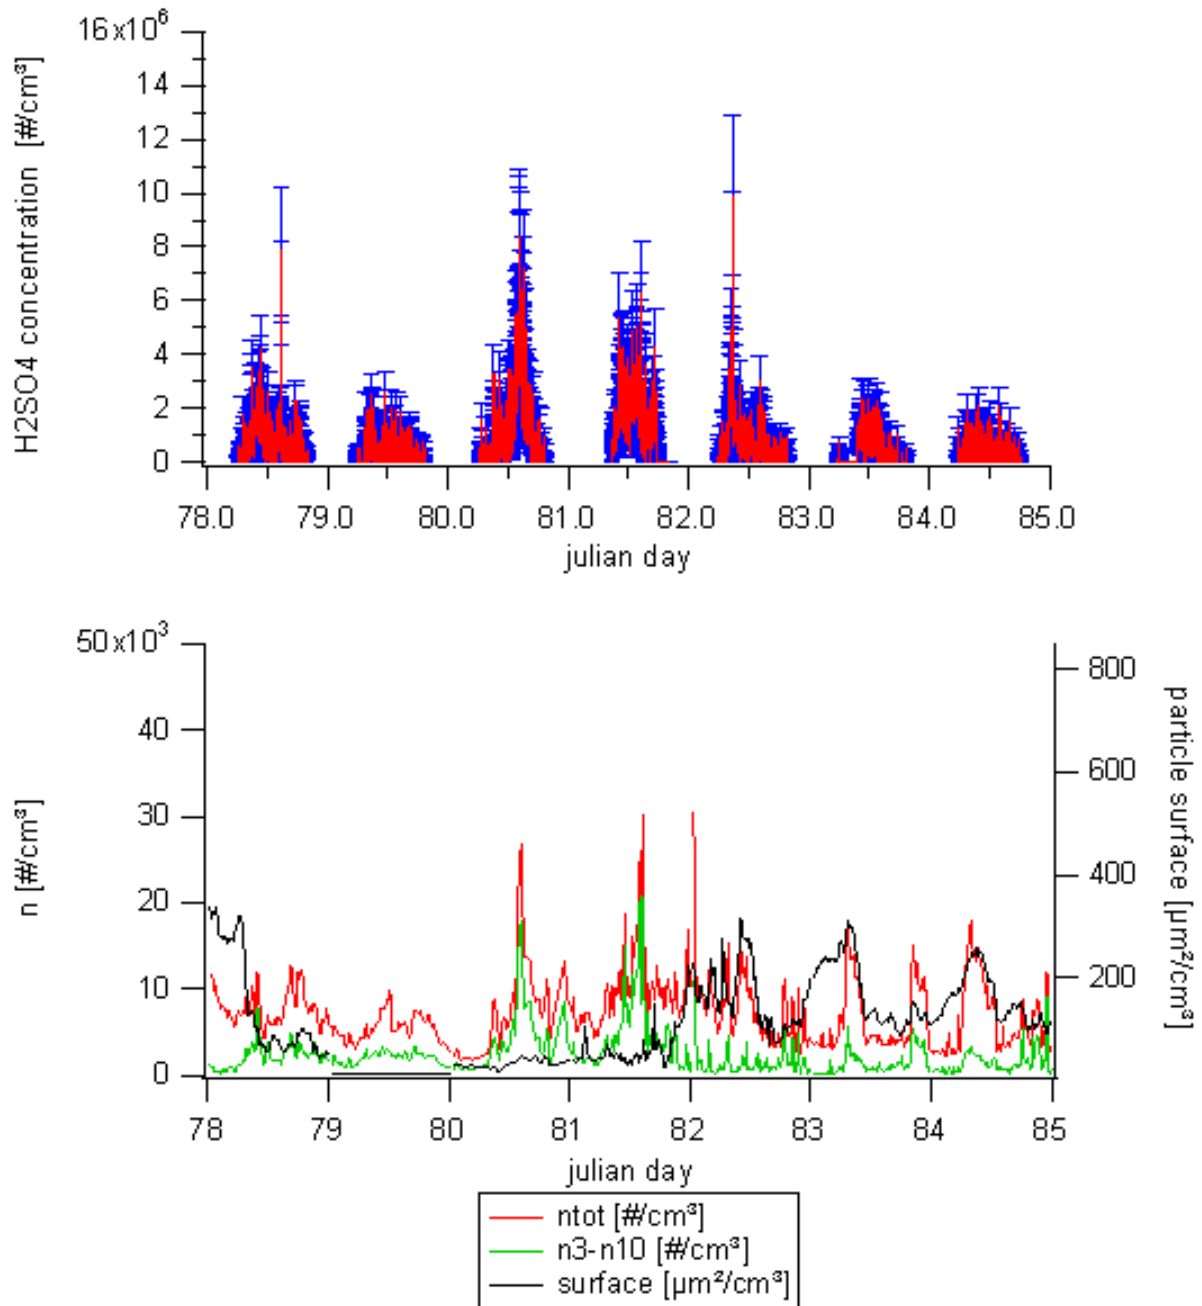 16x10⁶
14
12
10
8
6
4
2
0
H2SO4 concentration [#/cm³]
78.0 79.0 80.0 81.0 82.0 83.0 84.0 85.0
julian day
50x10³
40
30
20
10
0
n [#/cm³]
800
600
400
200
particle surface [µm²/cm³]
78 79 80 81 82 83 84 85
julian day
ntot [#/cm³]
n3-n10 [#/cm³]
surface [µm²/cm³]